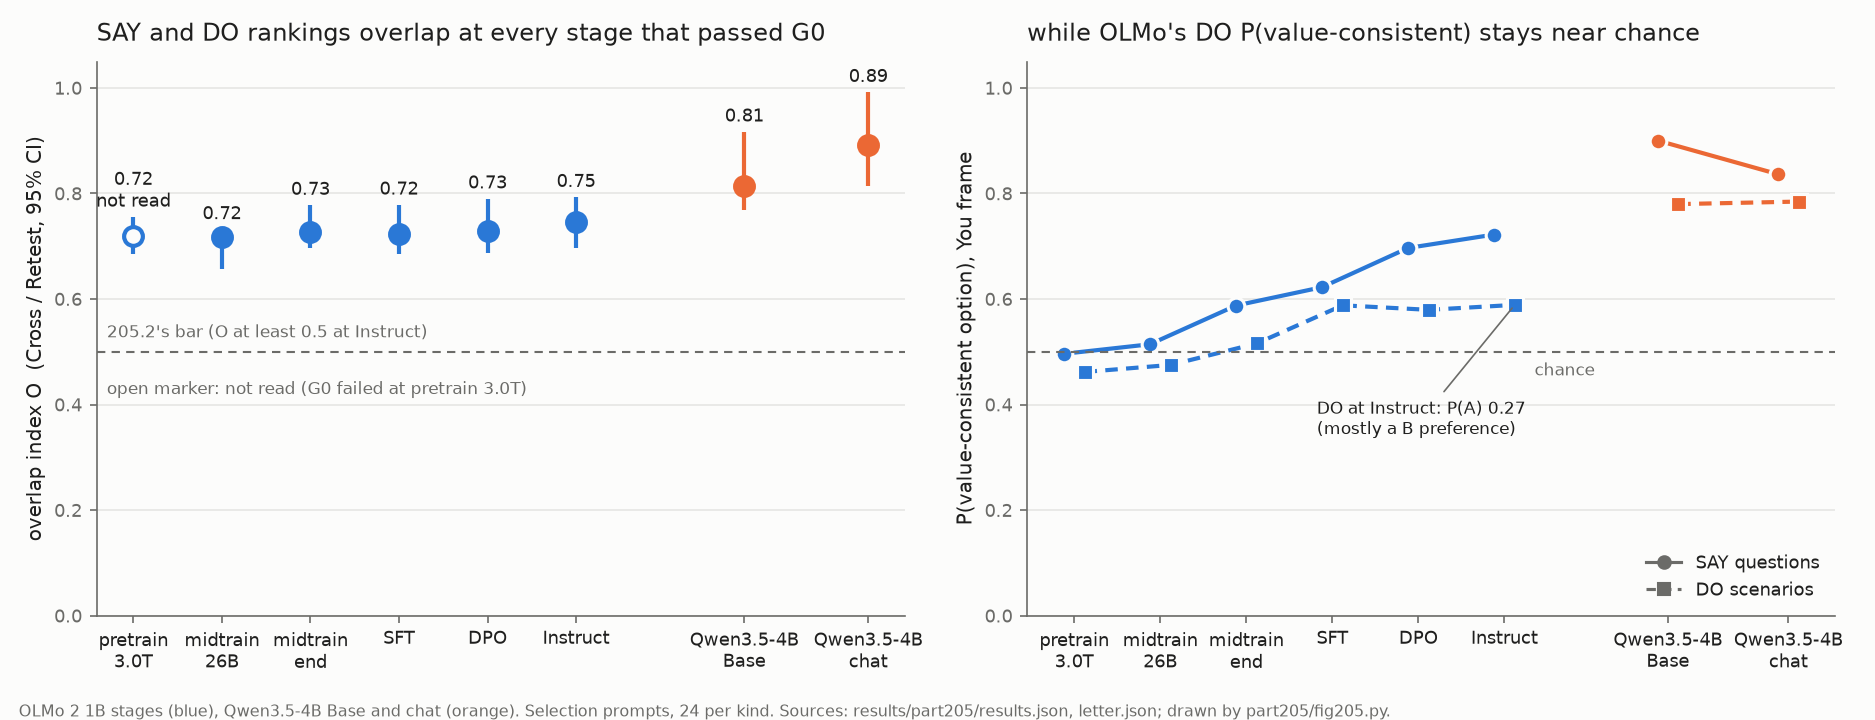 SAY and DO rankings overlap at every stage that passed G0
overlap index O (Cross / Retest, 95% CI)
1.0
0.8
0.6
0.4
0.2
0.0
0.72
not read
0.72
0.73
0.72
0.73
0.75
0.81
0.89
205.2's bar (O at least 0.5 at Instruct)
open marker: not read (G0 failed at pretrain 3.0T)
pretrain
3.0T
midtrain
26B
midtrain
end
SFT
DPO
Instruct
Qwen3.5-4B
Base
Qwen3.5-4B
chat
while OLMo's DO P(value-consistent) stays near chance
P(value-consistent option), You frame
1.0
0.8
0.6
0.4
0.2
0.0
chance
DO at Instruct: P(A) 0.27
(mostly a B preference)
SAY questions
DO scenarios
pretrain
3.0T
midtrain
26B
midtrain
end
SFT
DPO
Instruct
Qwen3.5-4B
Base
Qwen3.5-4B
chat
OLMo 2 1B stages (blue), Qwen3.5-4B Base and chat (orange). Selection prompts, 24 per kind. Sources: results/part205/results.json, letter.json; drawn by part205/fig205.py.